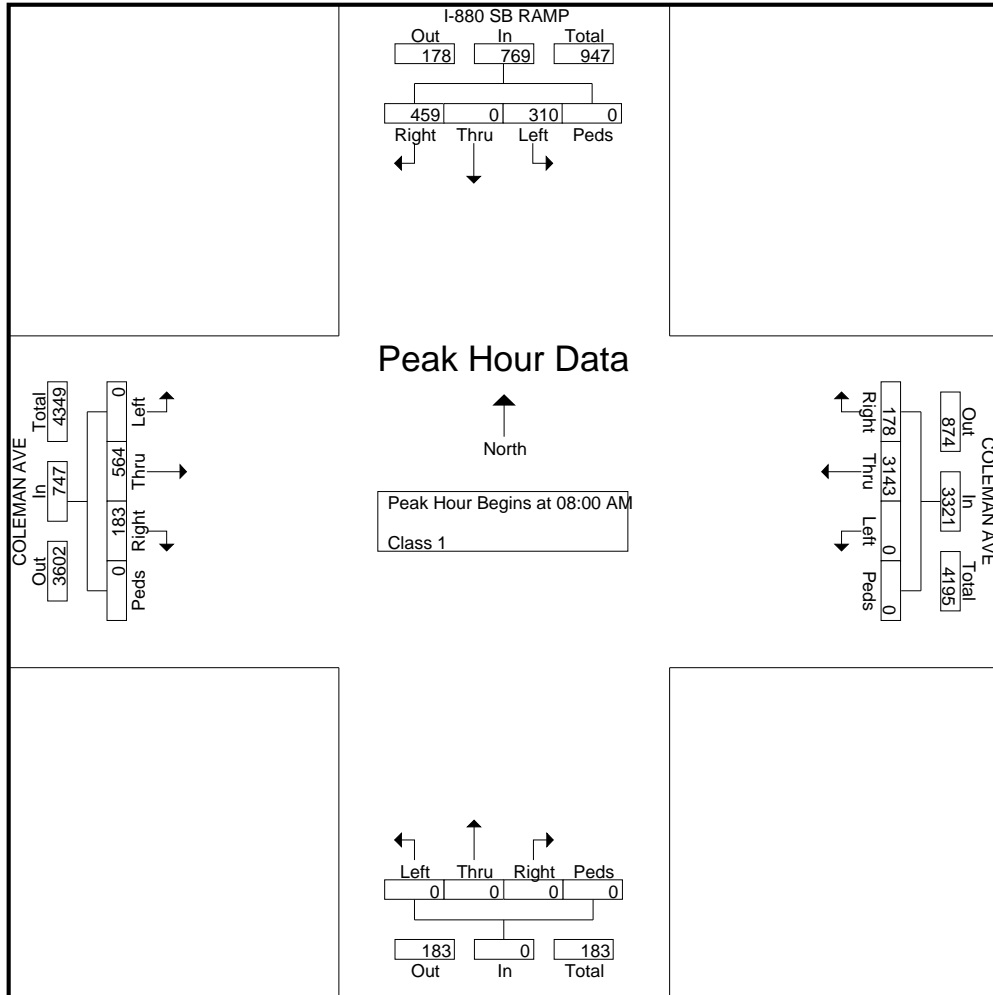 I-880 SB RAMP
Out In Total
178 769 947
459 0 310 0
Right Thru Left Peds
Peak Hour Data
North
Peak Hour Begins at 08:00 AM
Class 1
COLEMAN AVE
Total In Out
4349 747 3602
0 564 183 0
Left Thru Right Peds
Right Thru Left Peds
178 3143 0 0
874 3321 4195
Out In Total
COLEMAN AVE
Left Thru Right Peds
0 0 0 0
183 0 183
Out In Total